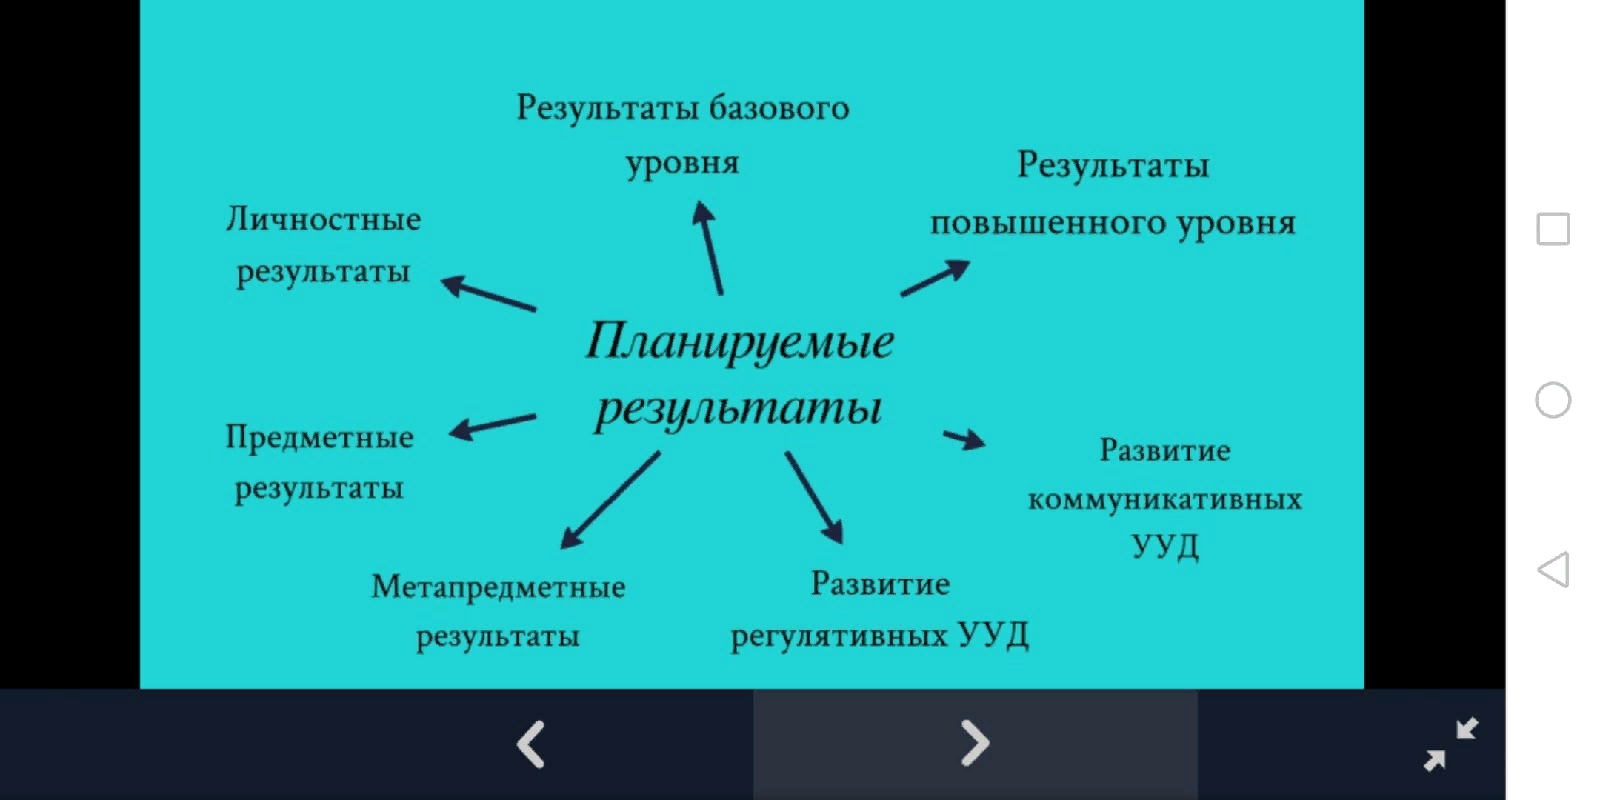 Результаты базового
уровня
Результаты
повышенного уровня
Личностные
результаты
Планируемые
результаты
Предметные
результаты
Развитие
коммуникативных
УУД
Метапредметные
результаты
Развитие
регулятивных УУД